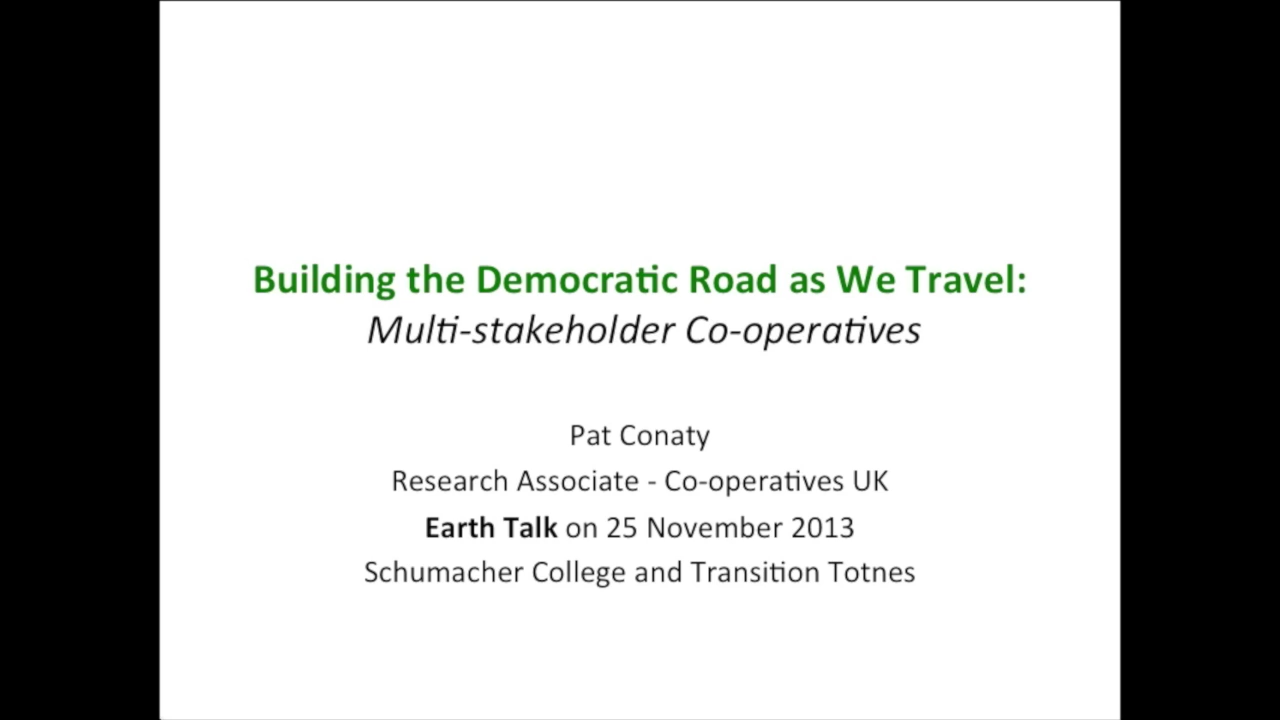 Building the Democratic Road as We Travel:
Multi-stakeholder Co-operatives
Pat Conaty
Research Associate - Co-operatives UK
Earth Talk on 25 November 2013
Schumacher College and Transition Totnes